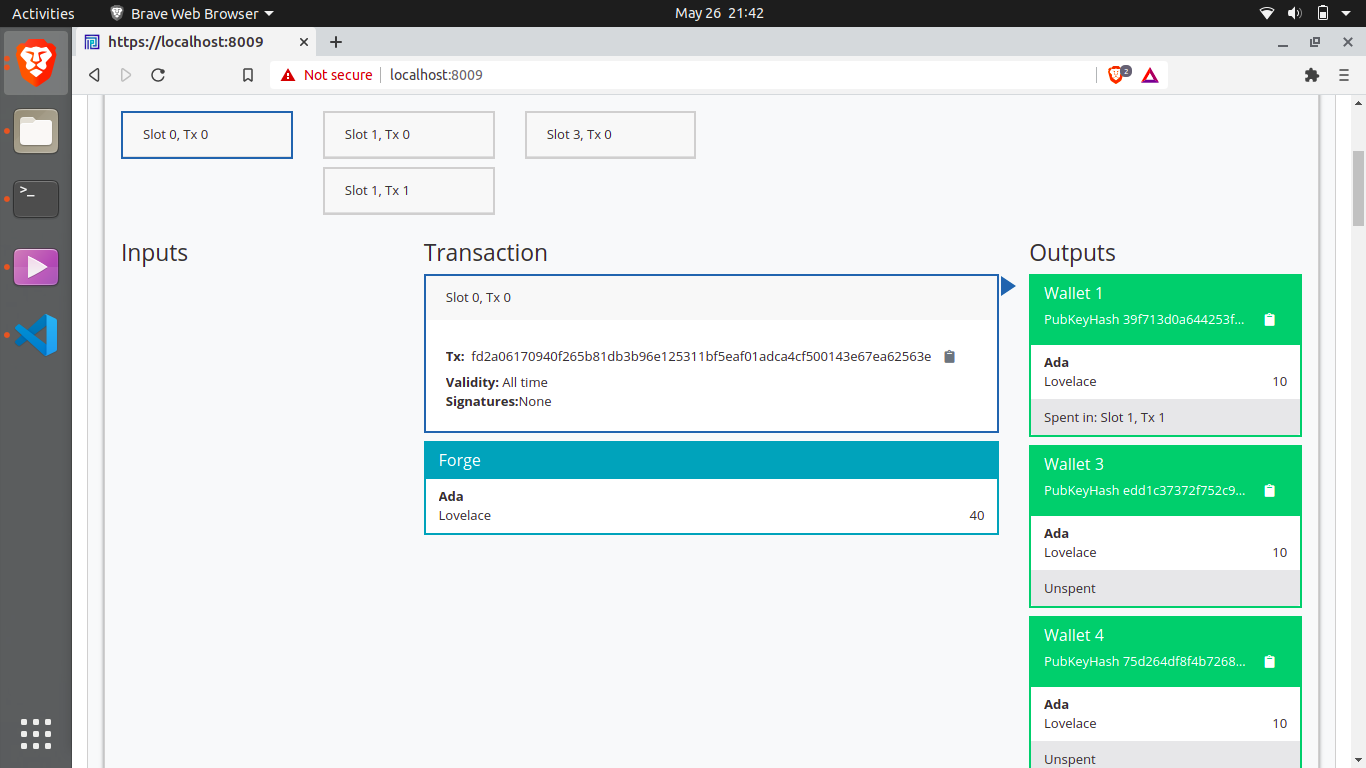 Activities
Brave Web Browser
May 26 21:42
https://localhost:8009
Not secure
localhost:8009
2
Slot 0, Tx 0
Slot 1, Tx 0
Slot 3, Tx 0
Slot 1, Tx 1
Inputs
Transaction
Slot 0, Tx 0
Tx: fd2a06170940f265b81db3b96e125311bf5eaf01adca4cf500143e67ea62563e
Validity: All time
Signatures:None
Forge
Ada
Lovelace 40
Outputs
Wallet 1
PubKeyHash 39f713d0a644253f...
Ada
Lovelace 10
Spent in: Slot 1, Tx 1
Wallet 3
PubKeyHash edd1c37372f752c9...
Ada
Lovelace 10
Unspent
Wallet 4
PubKeyHash 75d264df8f4b7268...
Ada
Lovelace 10
Unspent